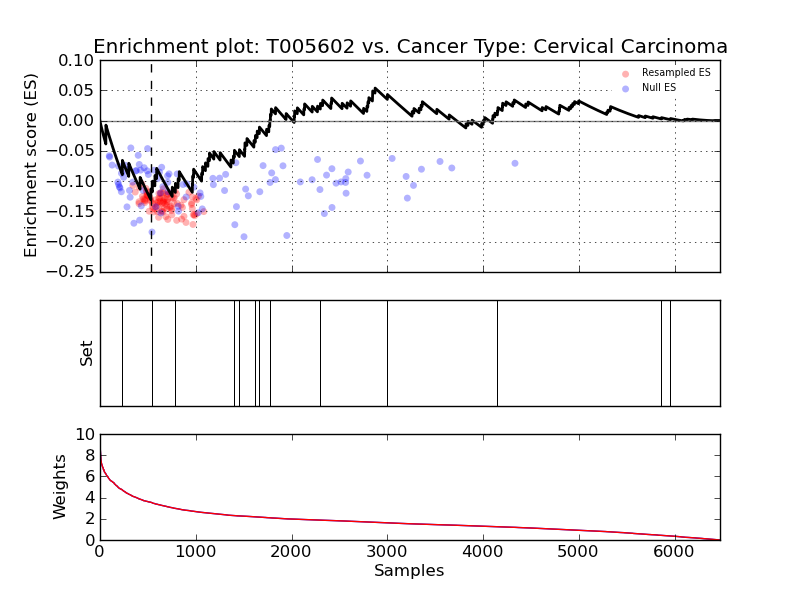 Enrichment plot: T005602 vs. Cancer Type: Cervical Carcinoma
Enrichment score (ES)
0.10
0.05
0.00
−0.05
−0.10
−0.15
−0.20
−0.25
Resampled ES
Null ES
Set
Weights
10
8
6
4
2
0
0 1000 2000 3000 4000 5000 6000
Samples